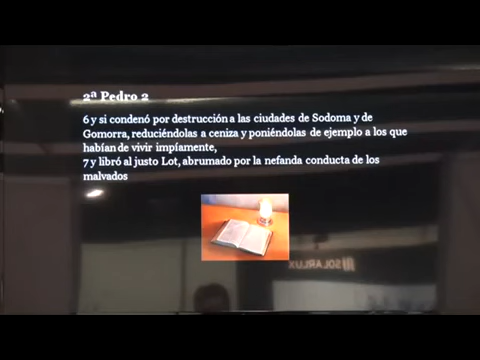 2ª Pedro 2
6 y si condenó por destrucción a las ciudades de Sodoma y de
Gomorra, reduciéndolas a ceniza y poniéndolas de ejemplo a los que
habían de vivir impíamente,
7 y libró al justo Lot, abrumado por la nefanda conducta de los
malvados
SOLARLUX